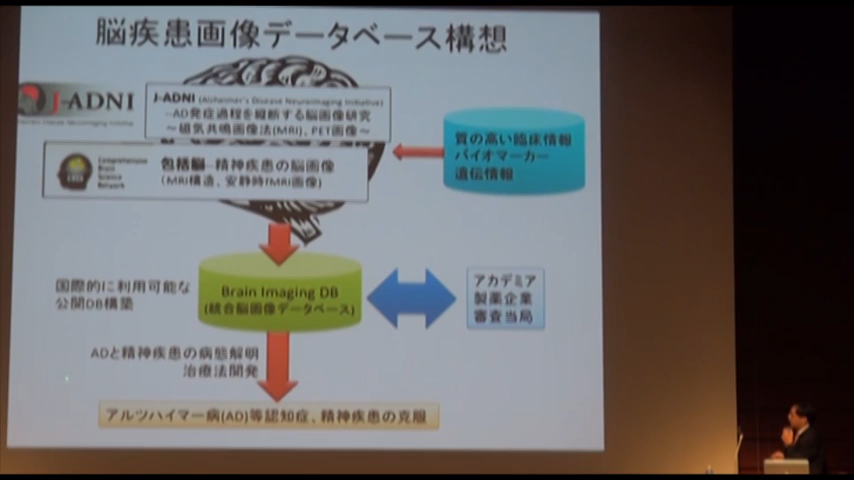 脳疾患画像データベース構想
J-ADNI
J-ADNI (Alzheimer's Disease Neuroimaging Initiative)
―AD発症過程を縦断する脳画像研究
～磁気共鳴画像法(MRI)、PET画像～
質の高い臨床情報
バイオマーカー
遺伝情報
Comprehensive
Brain
Science
Network
包括脳―精神疾患の脳画像
(MRI構造、安静時fMRI画像)
国際的に利用可能な
公開DB構築
Brain Imaging DB
(統合脳画像データベース)
アカデミア
製薬企業
審査当局
ADと精神疾患の病態解明
治療法開発
アルツハイマー病(AD)等認知症、精神疾患の克服